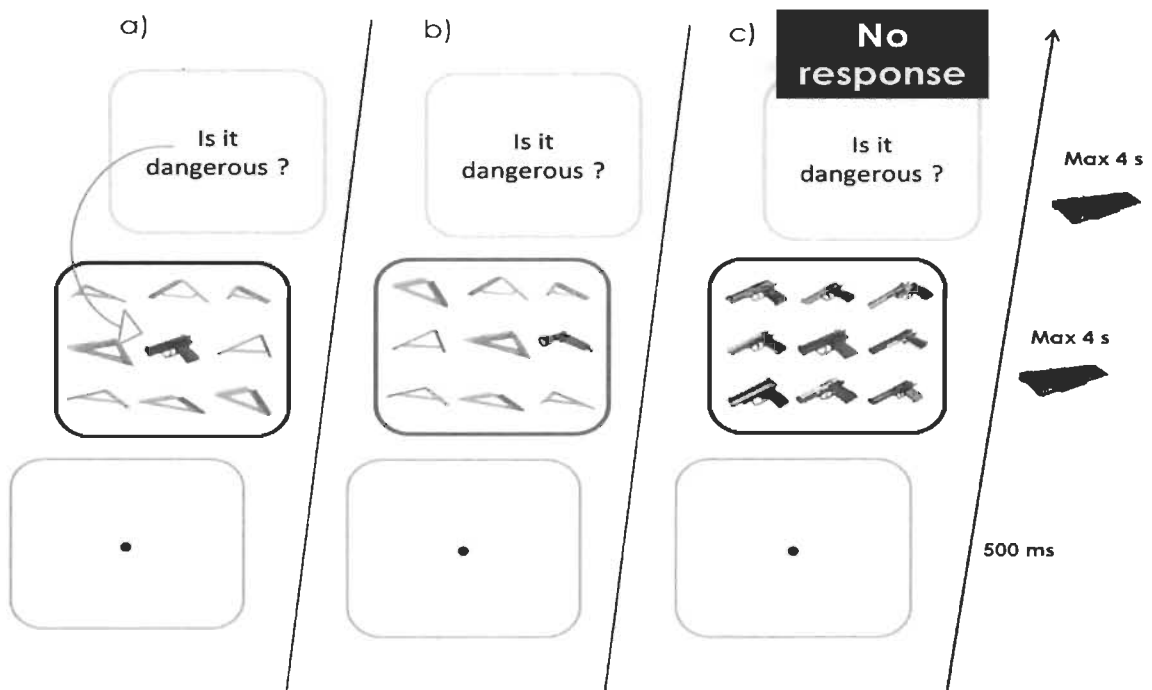 a)
b)
c)
No
response
Is it
dangerous ?
Is it
dangerous ?
Is it
dangerous ?
Max 4 s
Max 4 s
500 ms